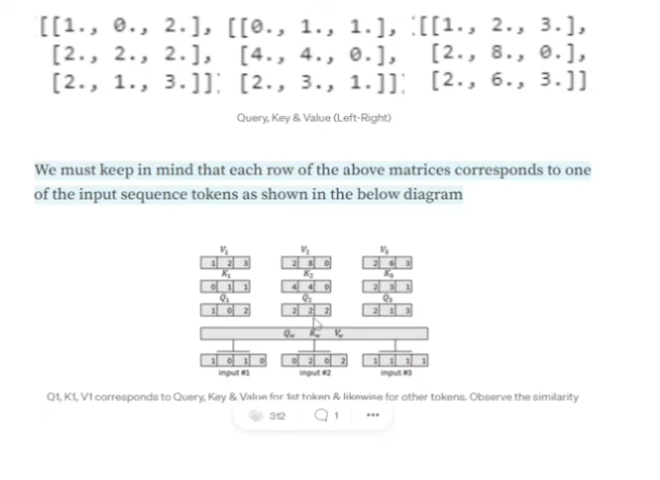 [[1., 0., 2.], [[0., 1., 1.], [[1., 2., 3.],
[2., 2., 2.], [4., 4., 0.], [2., 8., 0.],
[2., 1., 3.]] [2., 3., 1.]] [2., 6., 3.]]
Query, Key & Value (Left-Right)
We must keep in mind that each row of the above matrices corresponds to one
of the input sequence tokens as shown in the below diagram
V₁ V₂ V₃
1 2 3 2 8 0 2 6 3
K₁ K₂ K₃
0 1 1 4 4 0 2 3 1
Q₁ Q₂ Q₃
1 0 2 2 2 2 2 1 3
Qw Kw Vw
1 0 1 0 0 2 0 2 1 1 1 1
input #1 input #2 input #3
Q1, K1, V1 corresponds to Query, Key & Value for 1st token & likewise for other tokens. Observe the similarity
312 1